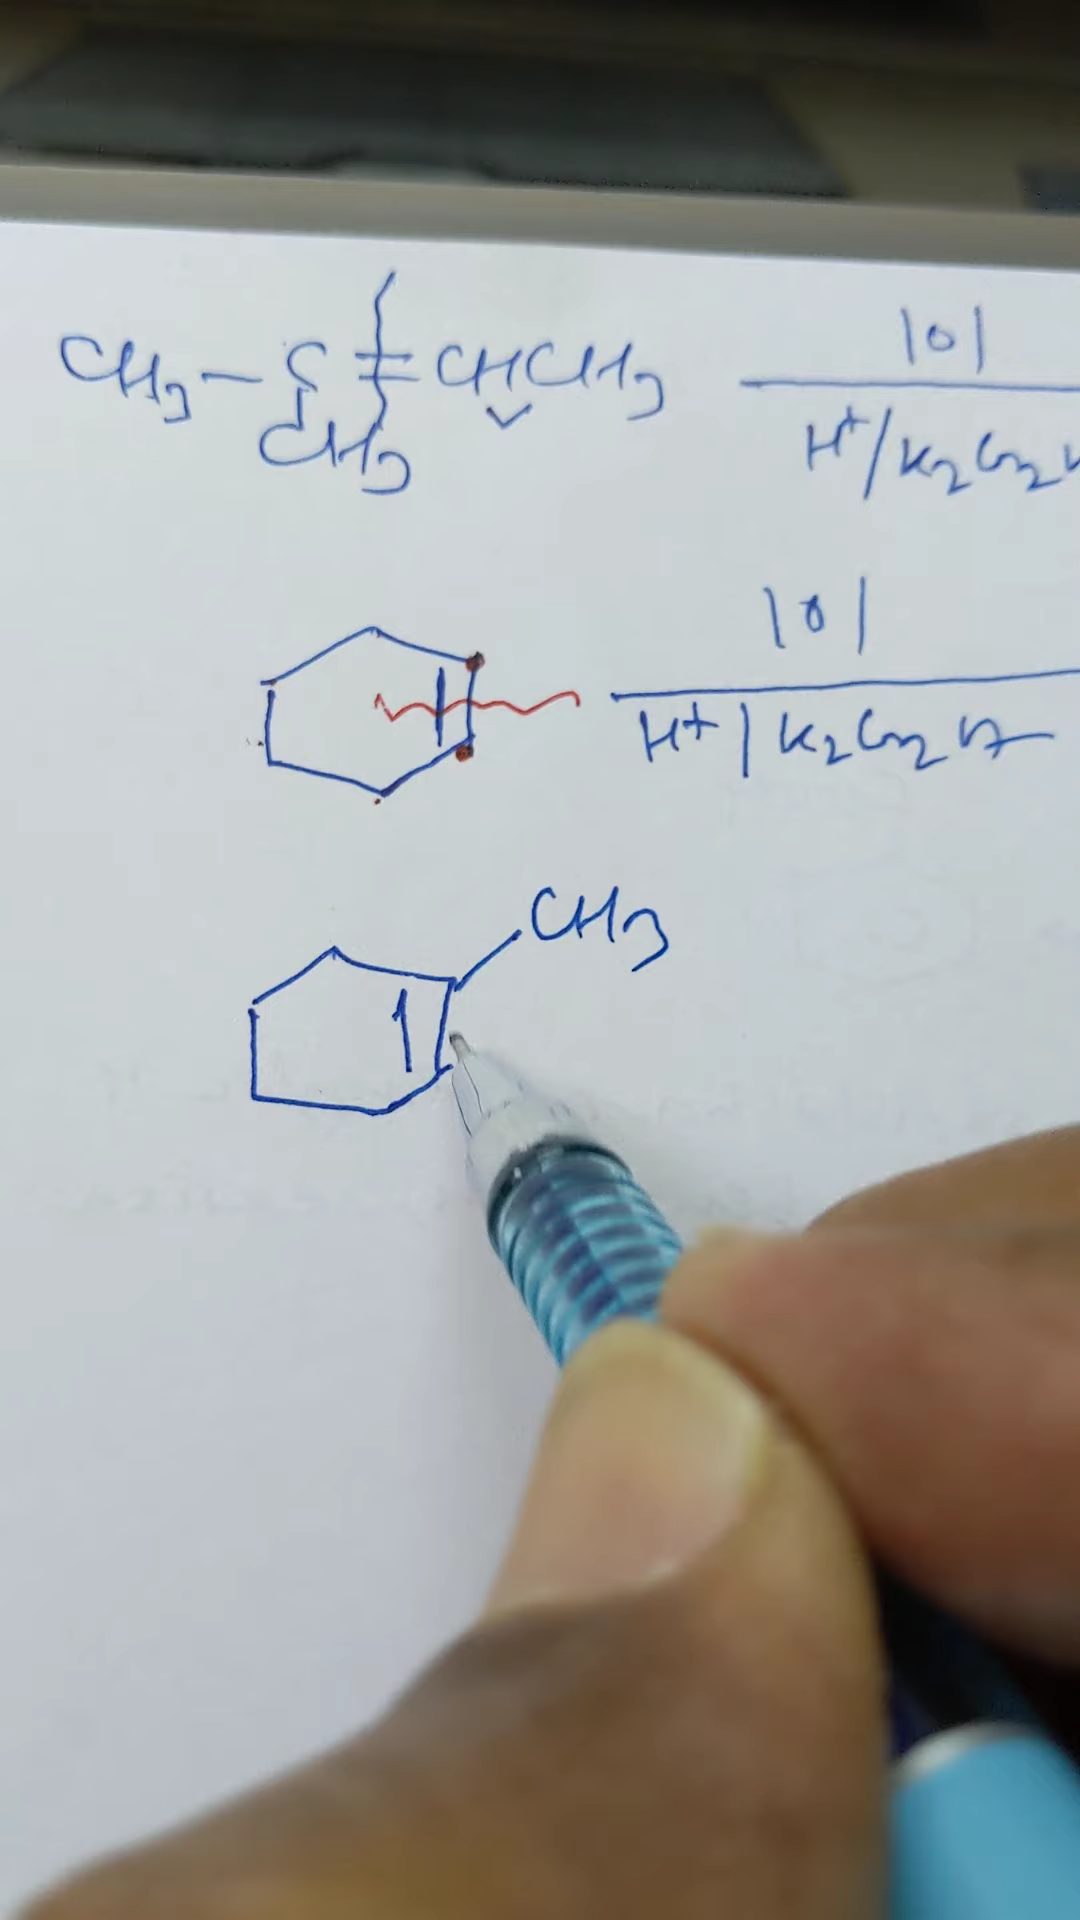 CH3 - C = CHCH3 |O|
CH3 H+/K2Cr2
|O|
H+ | K2Cr2O7
CH3